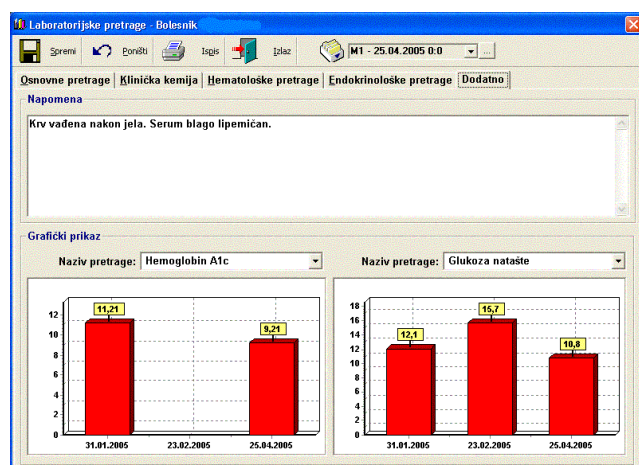 Laboratorijske pretrage - Bolesnik
Spremi Poništi Ispis Izlaz M1 - 25.04.2005 0:0 ...
Osnovne pretrage Klinička kemija Hematološke pretrage Endokrinološke pretrage Dodatno
Napomena
Krv vađena nakon jela. Serum blago lipemičan.
Grafički prikaz
Naziv pretrage: Hemoglobin A1c Naziv pretrage: Glukoza natašte
12
10
8
6
4
2
0
11,21
9,21
31.01.2005 23.02.2005 25.04.2005
18
16
14
12
10
8
6
4
2
0
12,1
15,7
10,8
31.01.2005 23.02.2005 25.04.2005